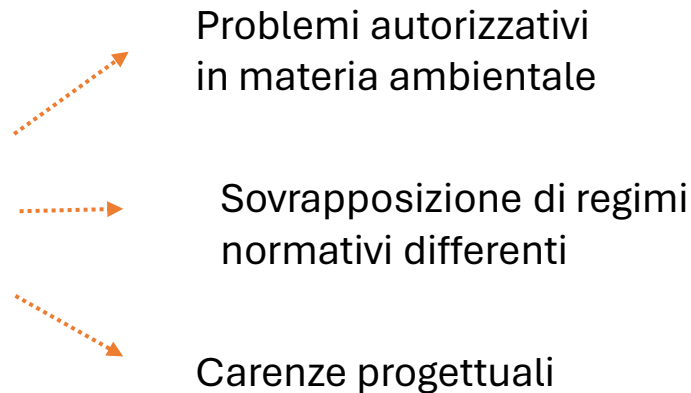 Problemi autorizzativi
in materia ambientale
Sovrapposizione di regimi
normativi differenti
Carenze progettuali